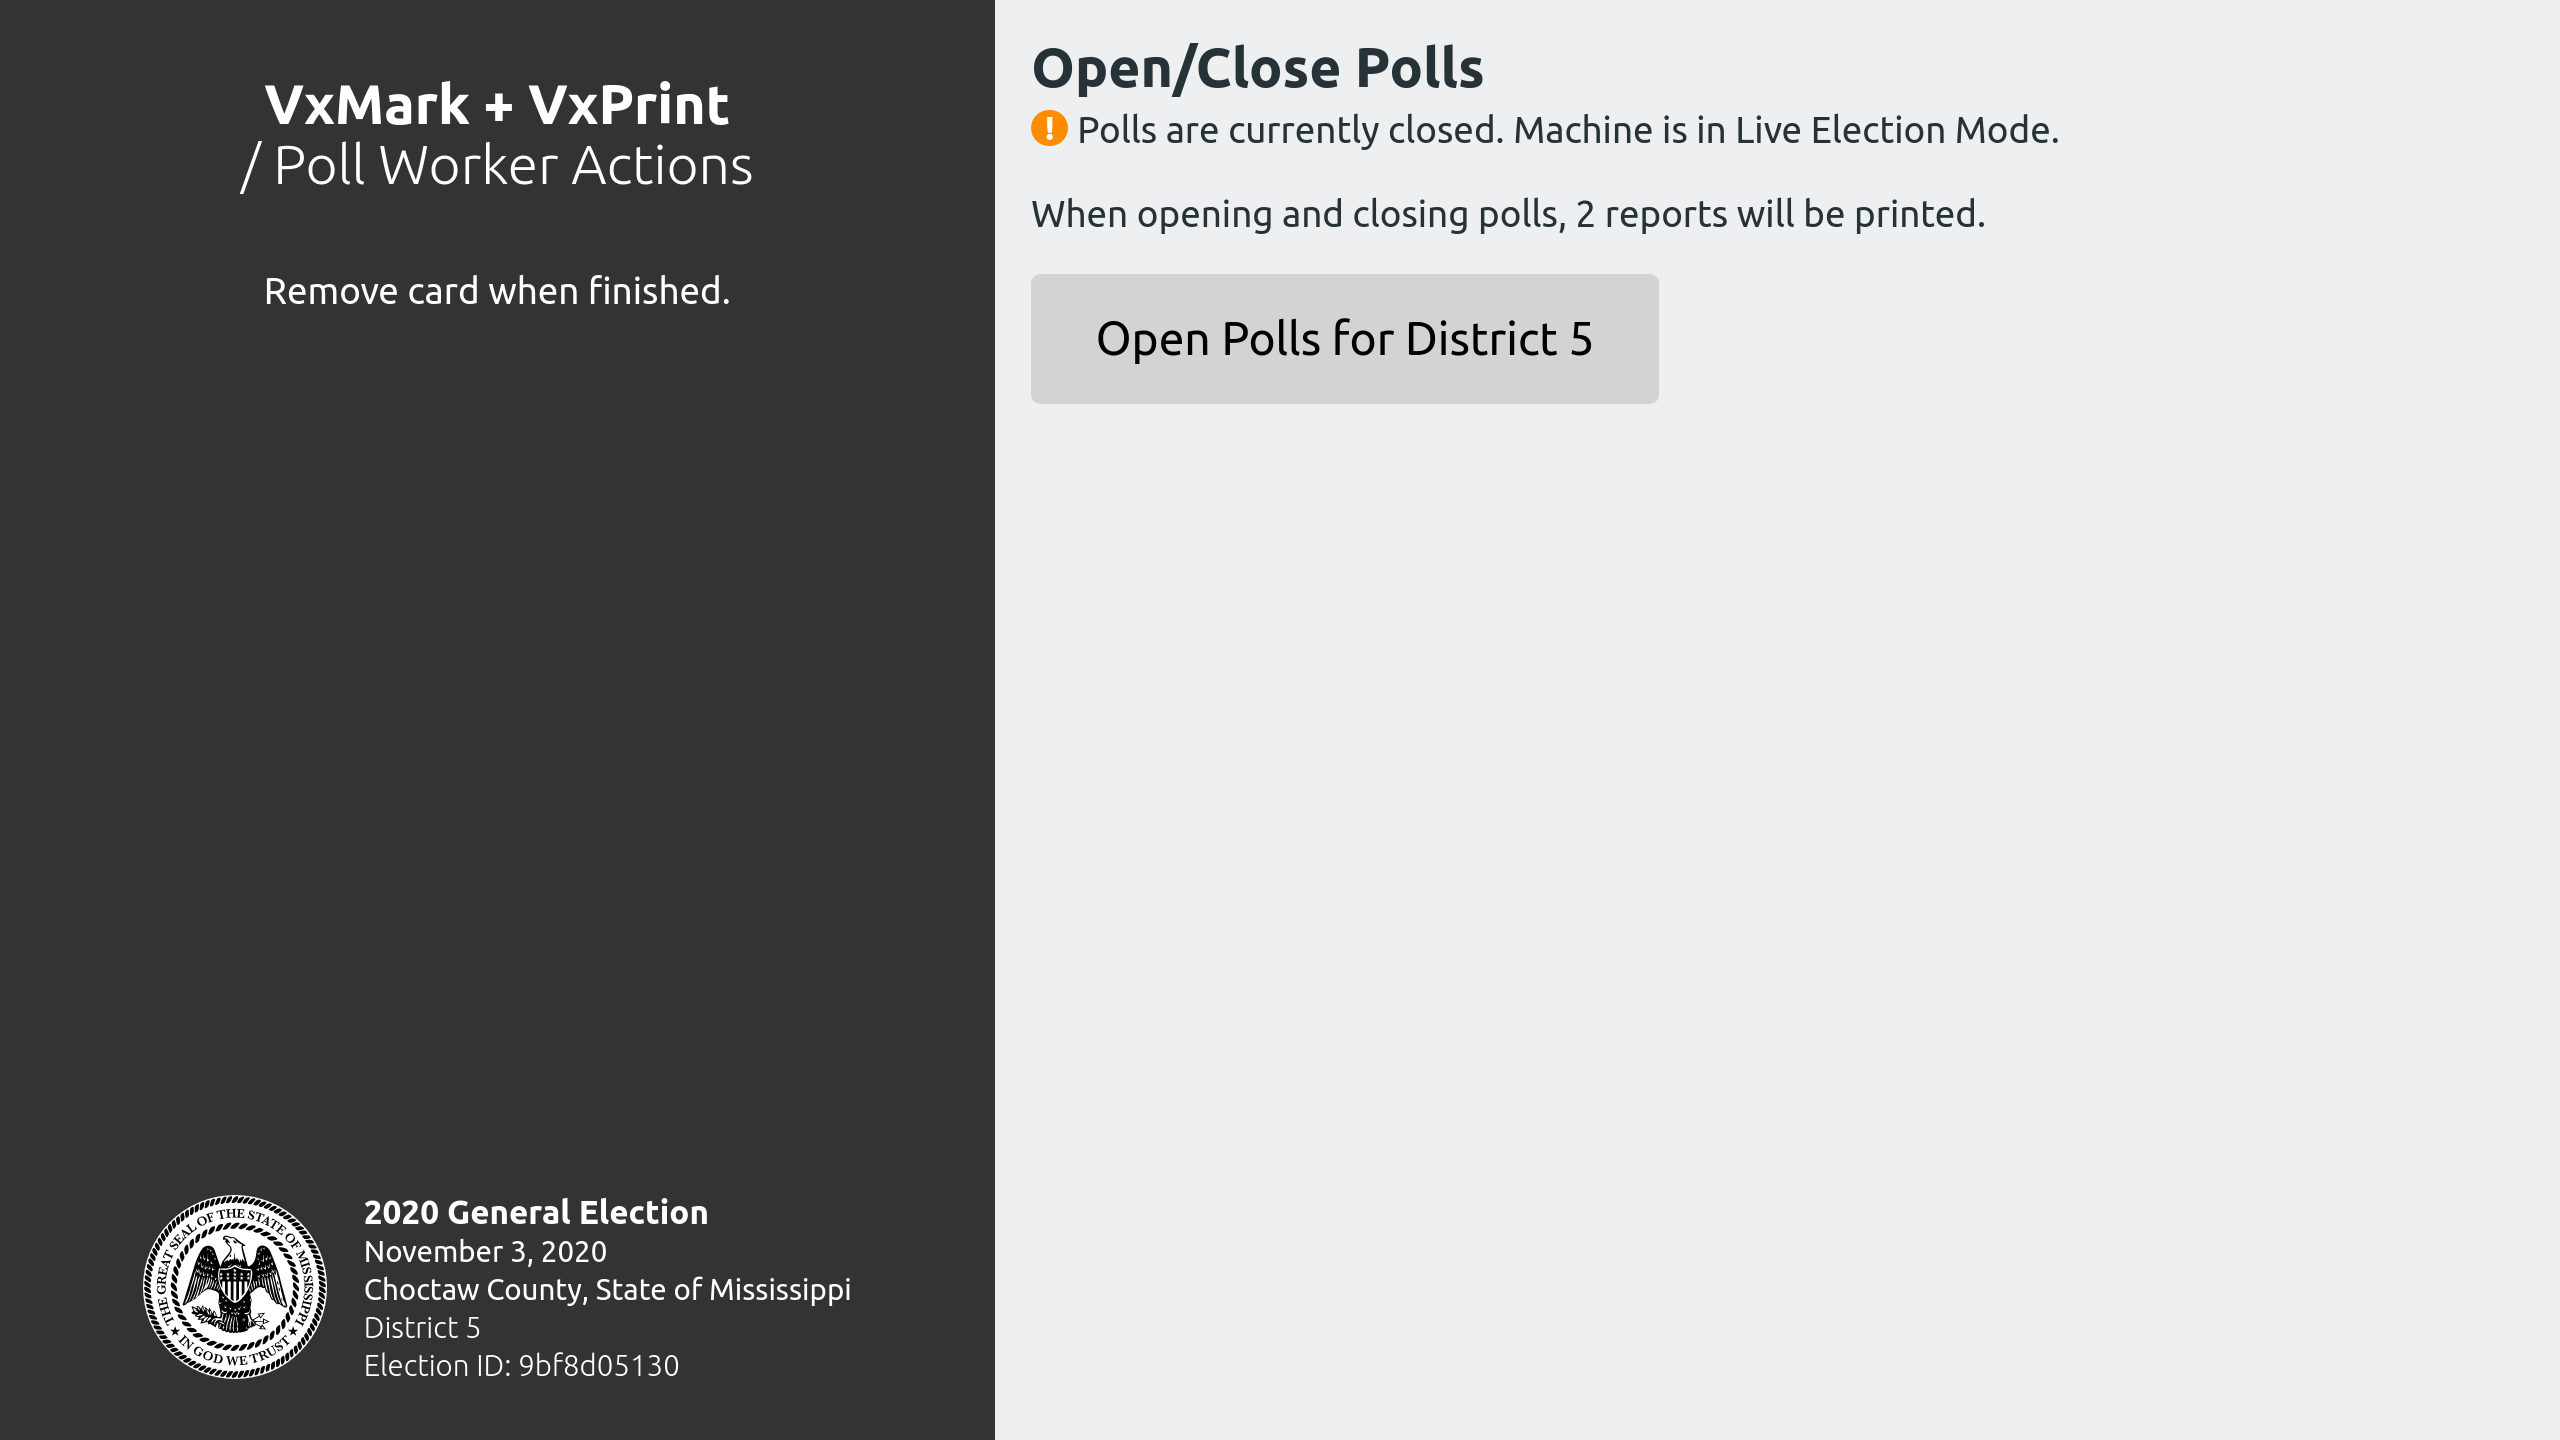 VxMark + VxPrint
/ Poll Worker Actions
Remove card when finished.
Open/Close Polls
Polls are currently closed. Machine is in Live Election Mode.
When opening and closing polls, 2 reports will be printed.
Open Polls for District 5
THE GREAT SEAL OF THE STATE OF MISSISSIPPI
★ IN GOD WE TRUST ★
2020 General Election
November 3, 2020
Choctaw County, State of Mississippi
District 5
Election ID: 9bf8d05130